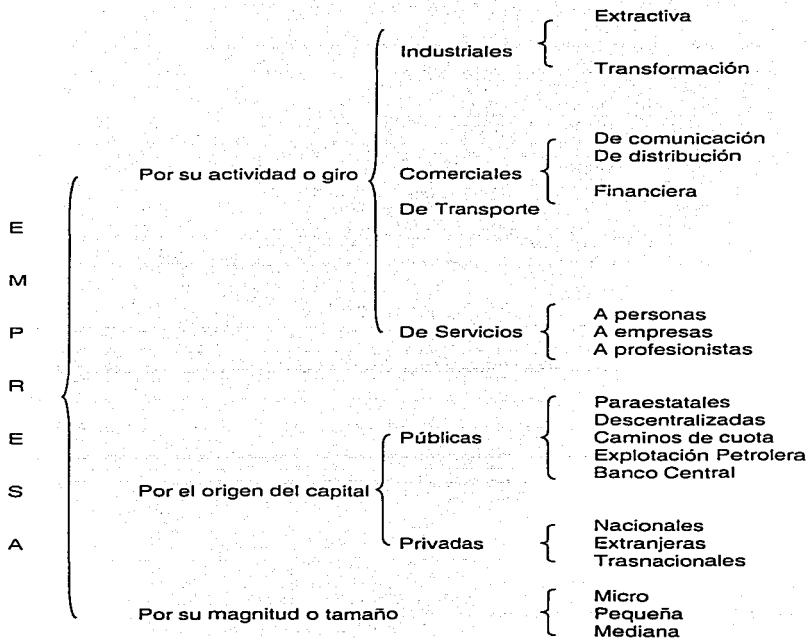 EMPRESA
Por su actividad o giro
Industriales
Extractiva
Transformación
Comerciales
De Transporte
De comunicación
De distribución
Financiera
De Servicios
A personas
A empresas
A profesionistas
Por el origen del capital
Públicas
Paraestatales
Descentralizadas
Caminos de cuota
Explotación Petrolera
Banco Central
Privadas
Nacionales
Extranjeras
Trasnacionales
Por su magnitud o tamaño
Micro
Pequeña
Mediana